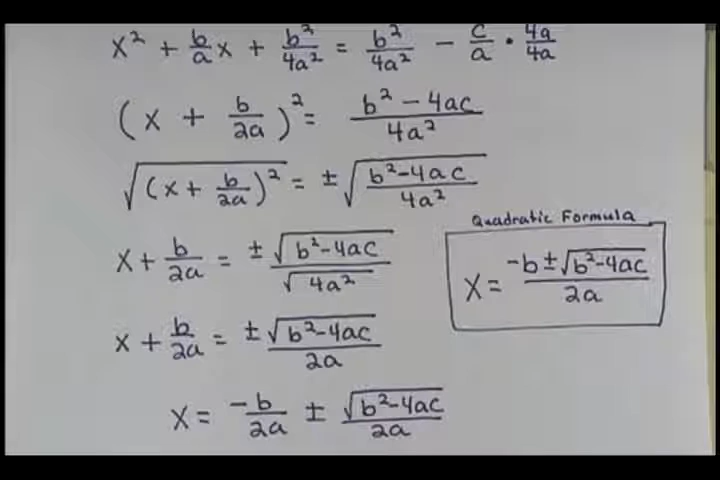 x² + b/a x + b²/4a² = b²/4a² - c/a · 4a/4a
(x + b/2a)² = b² - 4ac/4a²
√(x + b/2a)² = ± √b²-4ac/4a²
x + b/2a = ± √b²-4ac/√4a²
Quadratic Formula
x = -b ± √b²-4ac/2a
x + b/2a = ± √b²-4ac/2a
x = -b/2a ± √b²-4ac/2a